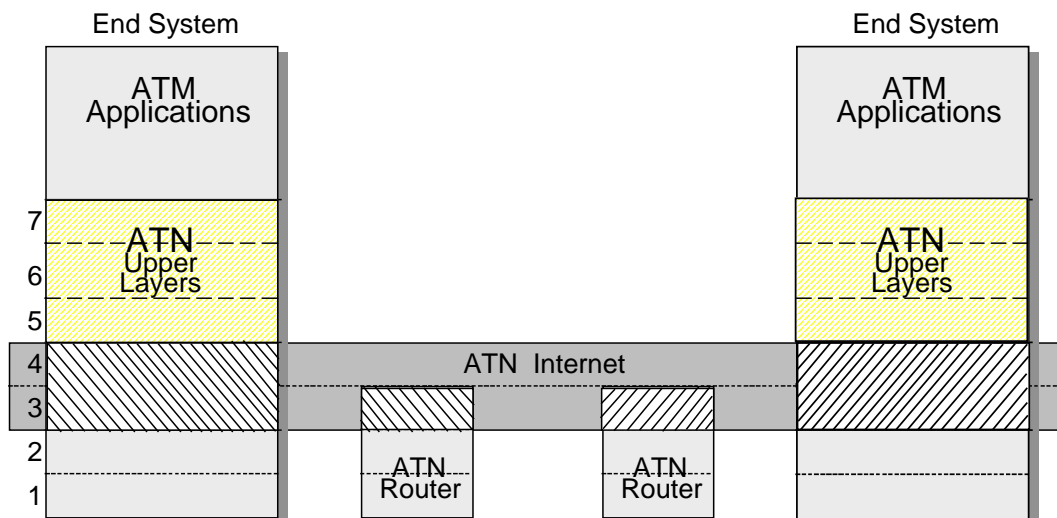 End System
End System
ATM
Applications
ATM
Applications
7
ATN
Upper
Layers
6
5
ATN
Upper
Layers
4
ATN Internet
3
2
1
ATN
Router
ATN
Router